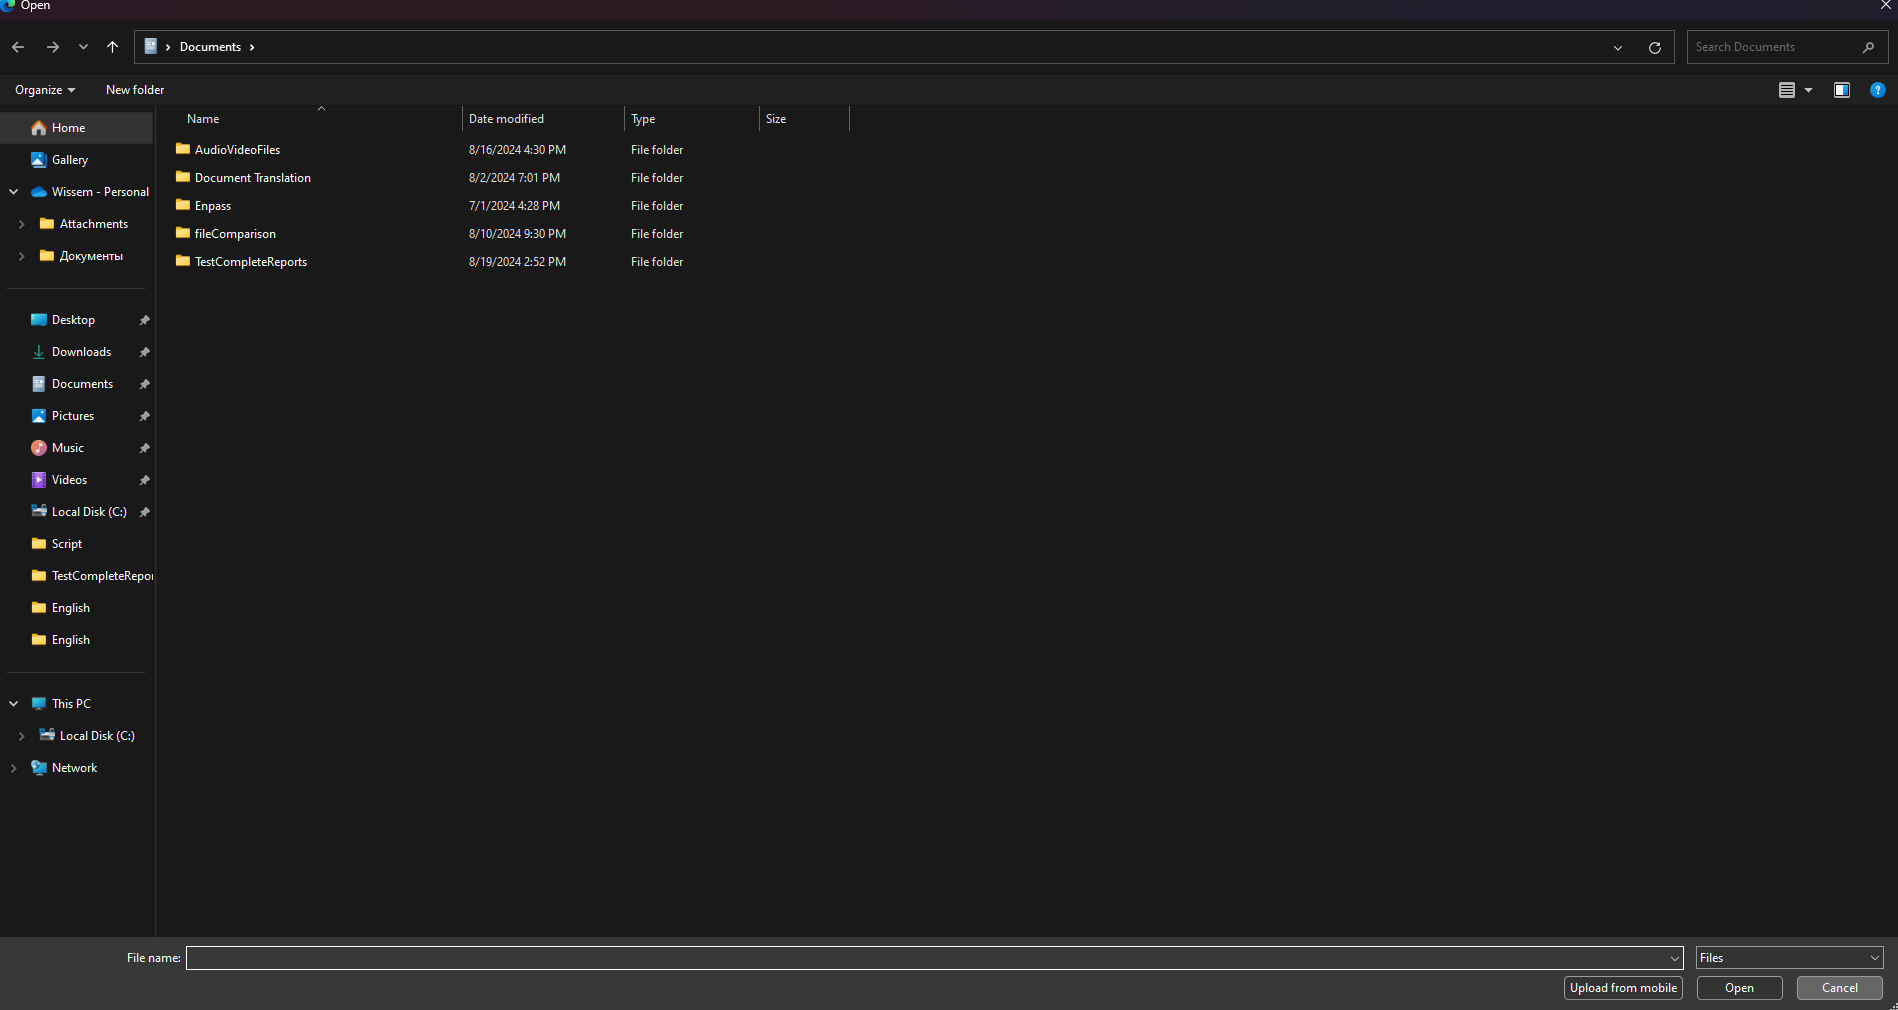 Open
Documents
Search Documents
Organize New folder
Name Date modified Type Size
AudioVideoFiles 8/16/2024 4:30 PM File folder
Document Translation 8/2/2024 7:01 PM File folder
Enpass 7/1/2024 4:28 PM File folder
fileComparison 8/10/2024 9:30 PM File folder
TestCompleteReports 8/19/2024 2:52 PM File folder
Home
Gallery
Wissem - Personal
Attachments
Документы
Desktop
Downloads
Documents
Pictures
Music
Videos
Local Disk (C:)
Script
TestCompleteRepor
English
English
This PC
Local Disk (C:)
Network
File name: Files
Upload from mobile Open Cancel